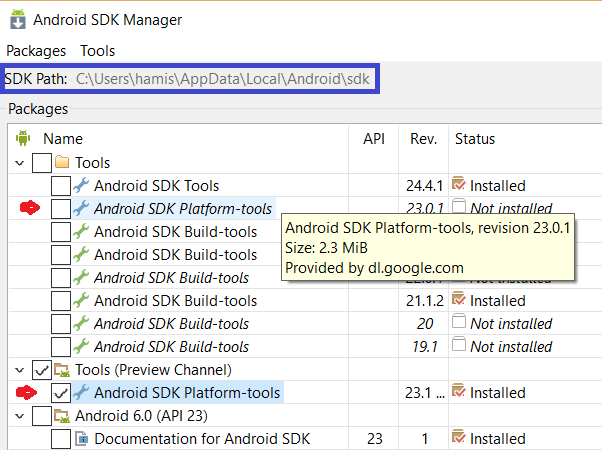 Android SDK Manager
Packages Tools
SDK Path: C:\Users\hamis\AppData\Local\Android\sdk
Packages
Name API Rev. Status
Tools
Android SDK Tools 24.4.1 Installed
Android SDK Platform-tools 23.0.1 Not installed
Android SDK Build-tools
Android SDK Build-tools
Android SDK Build-tools Not installed
Android SDK Build-tools 21.1.2 Installed
Android SDK Build-tools 20 Not installed
Android SDK Build-tools 19.1 Not installed
Android SDK Platform-tools, revision 23.0.1
Size: 2.3 MiB
Provided by dl.google.com
Tools (Preview Channel)
Android SDK Platform-tools 23.1 ... Installed
Android 6.0 (API 23)
Documentation for Android SDK 23 1 Installed